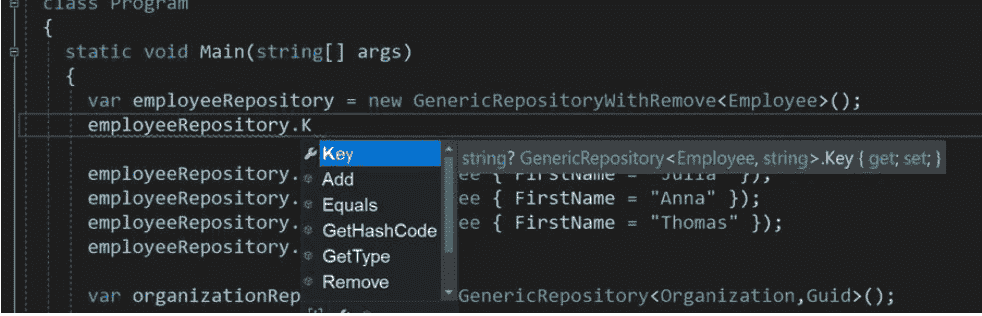 class Program
{
static void Main(string[] args)
{
var employeeRepository = new GenericRepositoryWithRemove<Employee>();
employeeRepository.K
Key
string? GenericRepository<Employee, string>.Key { get; set; }
Add
employeeRepository. ee { FirstName = "Julia" });
Equals
employeeRepository. ee { FirstName = "Anna" });
GetHashCode
employeeRepository. ee { FirstName = "Thomas" });
GetType
employeeRepository.
Remove
var organizationRep GenericRepository<Organization,Guid>();